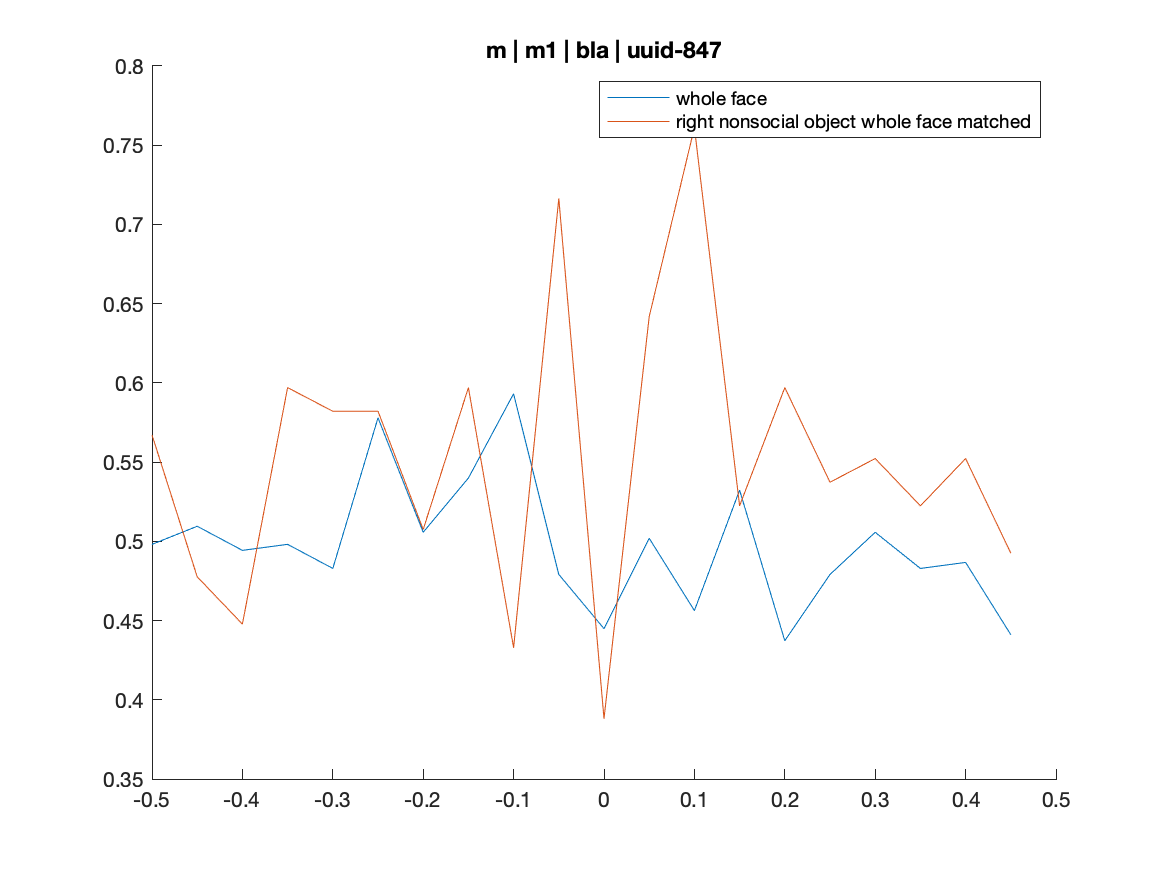 m | m1 | bla | uuid-847
whole face
right nonsocial object whole face matched
0.8
0.75
0.7
0.65
0.6
0.55
0.5
0.45
0.4
0.35
-0.5 -0.4 -0.3 -0.2 -0.1 0 0.1 0.2 0.3 0.4 0.5